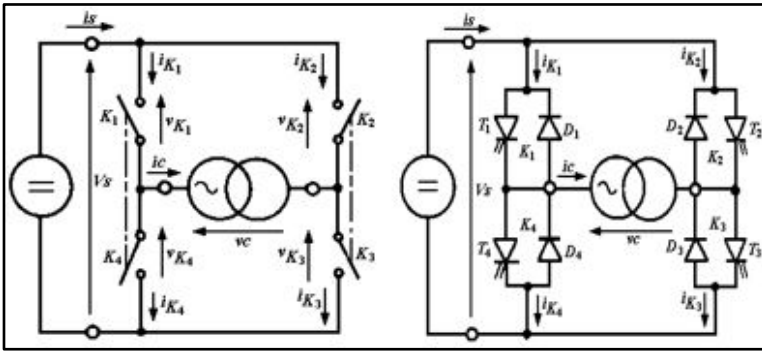 is
is
iK1
iK2
iK1
iK2
K1
vK1
vK2
K2
T1
D1
D2
T2
K1
K2
ic
ic
Vs
Vs
vc
vc
K4
K3
K4
vK4
vK3
K3
T4
D4
D3
T3
iK4
iK3
iK4
iK3